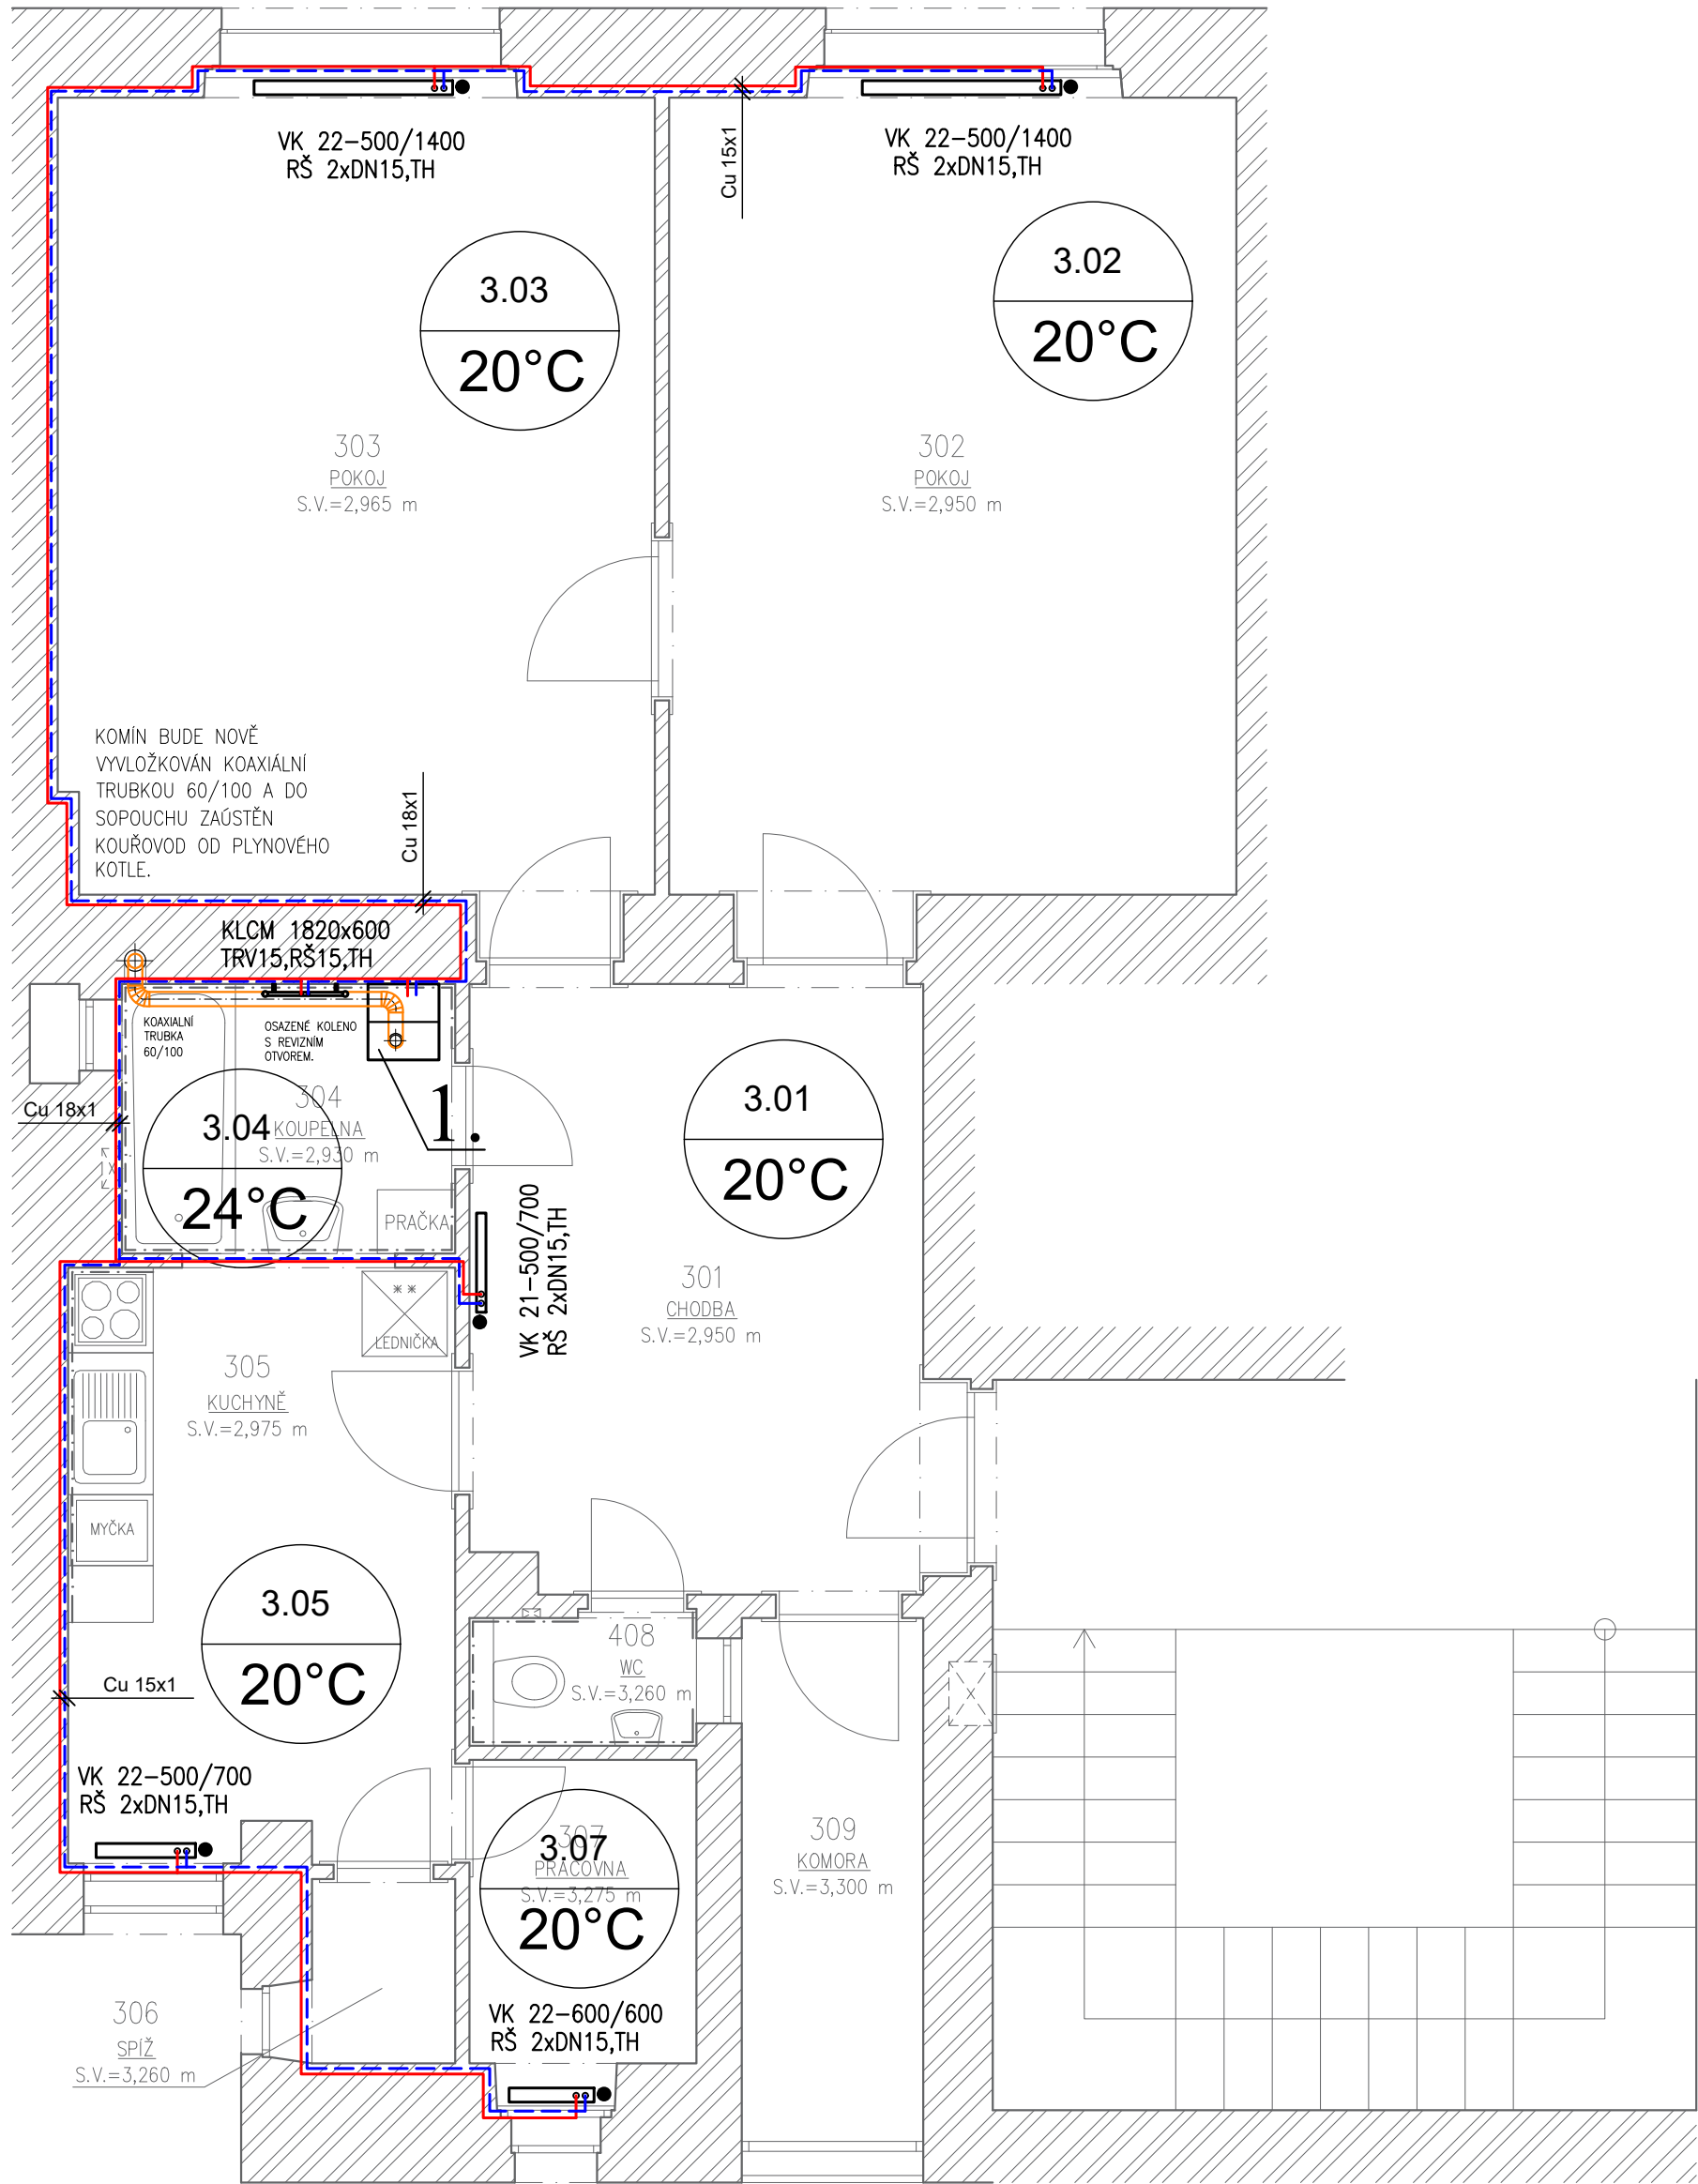 VK 22-500/1400
RŠ 2xDN15,TH
Cu 15x1
VK 22-500/1400
RŠ 2xDN15,TH
3.03
20°C
3.02
20°C
303
POKOJ
S.V.=2,965 m
302
POKOJ
S.V.=2,950 m
KOMÍN BUDE NOVĚ
VYVLOŽKOVÁN KOAXIÁLNÍ
TRUBKOU 60/100 A DO
SOPOUCHU ZAÚSTĚN
KOUŘOVOD OD PLYNOVÉHO
KOTLE.
Cu 18x1
KLCM 1820x600
TRV15,RŠ15,TH
KOAXIALNÍ
TRUBKA
60/100
OSAZENÉ KOLENO
S REVIZNÍM
OTVOREM.
Cu 18x1
304
KOUPELNA
S.V.=2,930 m
3.04
24°C
1.
PRAČKA
3.01
20°C
VK 21-500/700
RŠ 2xDN15,TH
301
CHODBA
S.V.=2,950 m
** 
LEDNIČKA
305
KUCHYNĚ
S.V.=2,975 m
MYČKA
3.05
20°C
Cu 15x1
408
WC
S.V.=3,260 m
VK 22-500/700
RŠ 2xDN15,TH
307
PRACOVNA
S.V.=3,275 m
3.07
20°C
309
KOMORA
S.V.=3,300 m
VK 22-600/600
RŠ 2xDN15,TH
306
SPÍŽ
S.V.=3,260 m